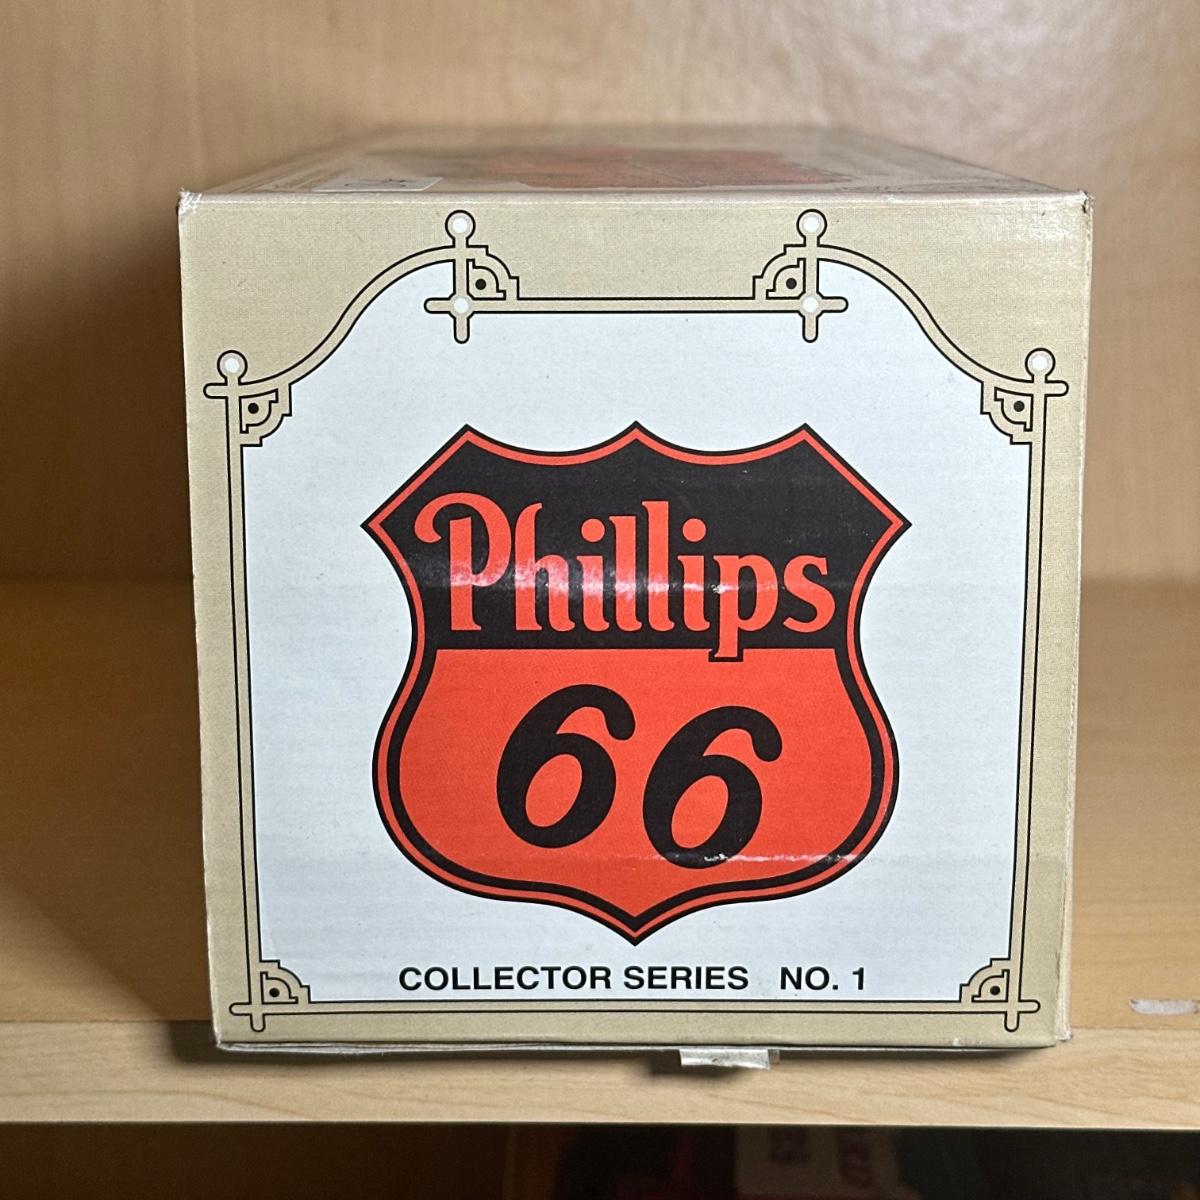 Phillips
66
COLLECTOR SERIES NO. 1